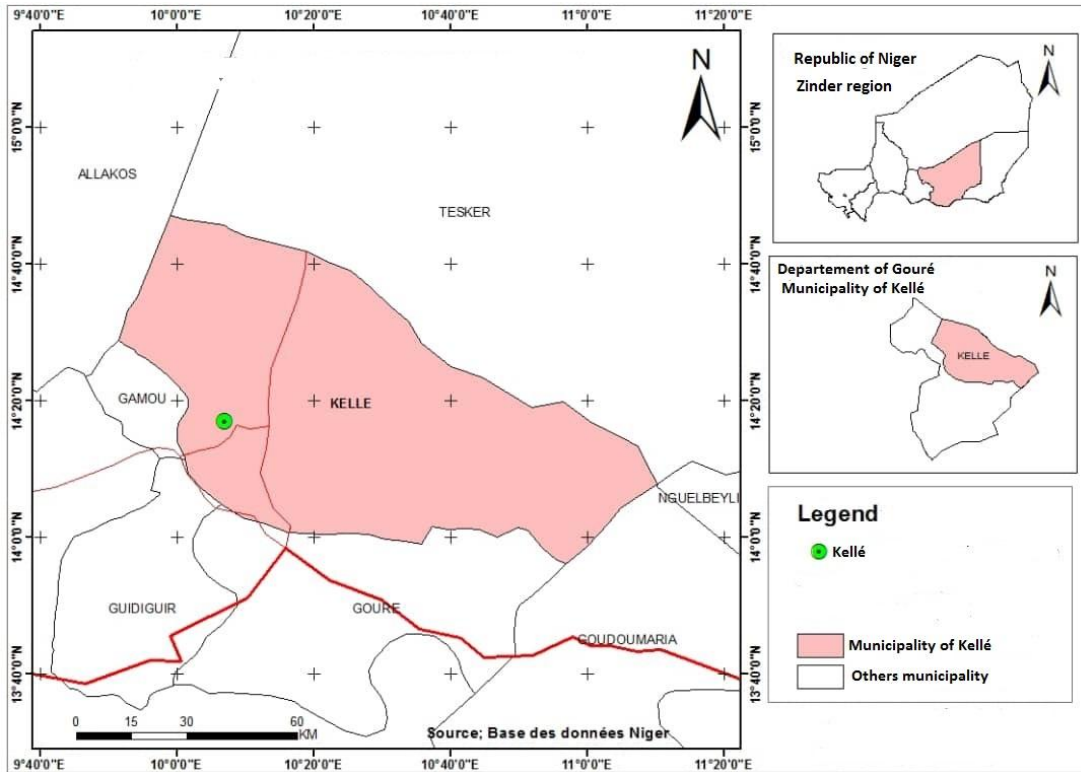 9°40'0"E 10°0'0"E 10°20'0"E 10°40'0"E 11°0'0"E 11°20'0"E
N
15°0'0"N
15°0'0"N
ALLAKOS
TESKER
14°40'0"N
14°40'0"N
GAMOU
14°20'0"N
KELLE
14°20'0"N
NGUELBEYLI
14°0'0"N
14°0'0"N
GUIDIGUIR
GOURE
GOUDOUMARIA
13°40'0"N
13°40'0"N
0 15 30 60
KM
Source; Base des données Niger
9°40'0"E 10°0'0"E 10°20'0"E 10°40'0"E 11°0'0"E 11°20'0"E
Republic of Niger
Zinder region
N
Departement of Gouré
Municipality of Kellé
N
KELLE
Legend
Kellé
Municipality of Kellé
Others municipality